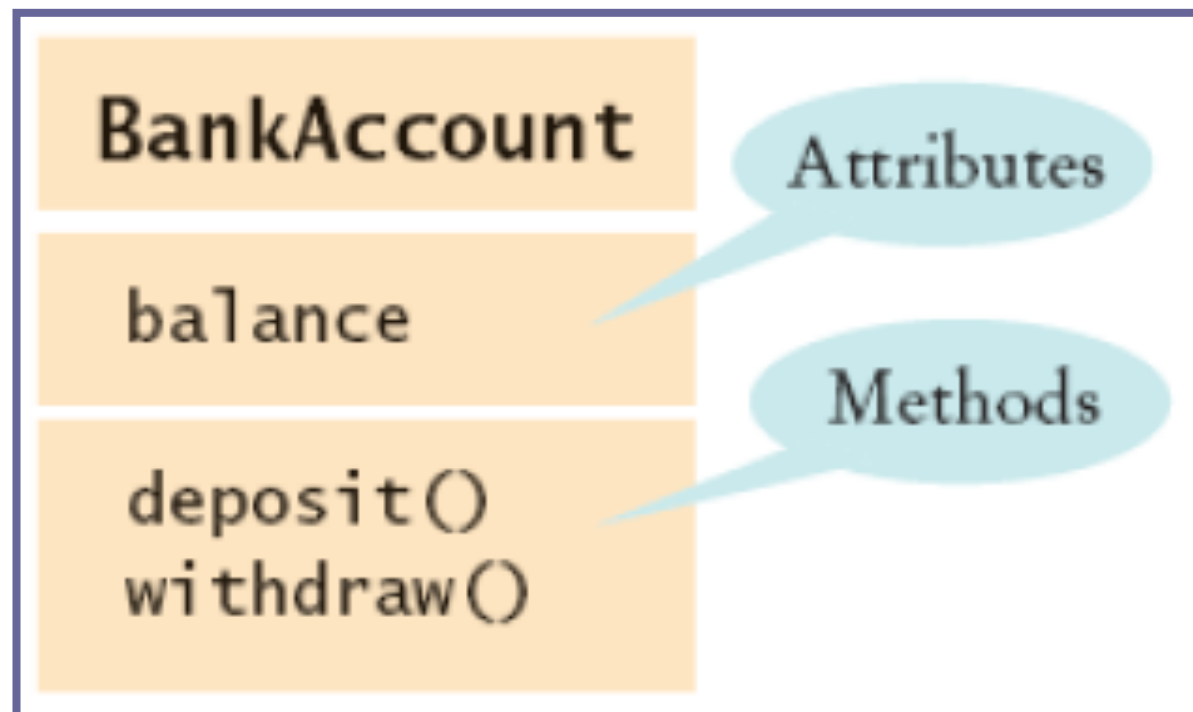 BankAccount
Attributes
balance
Methods
deposit()
withdraw()